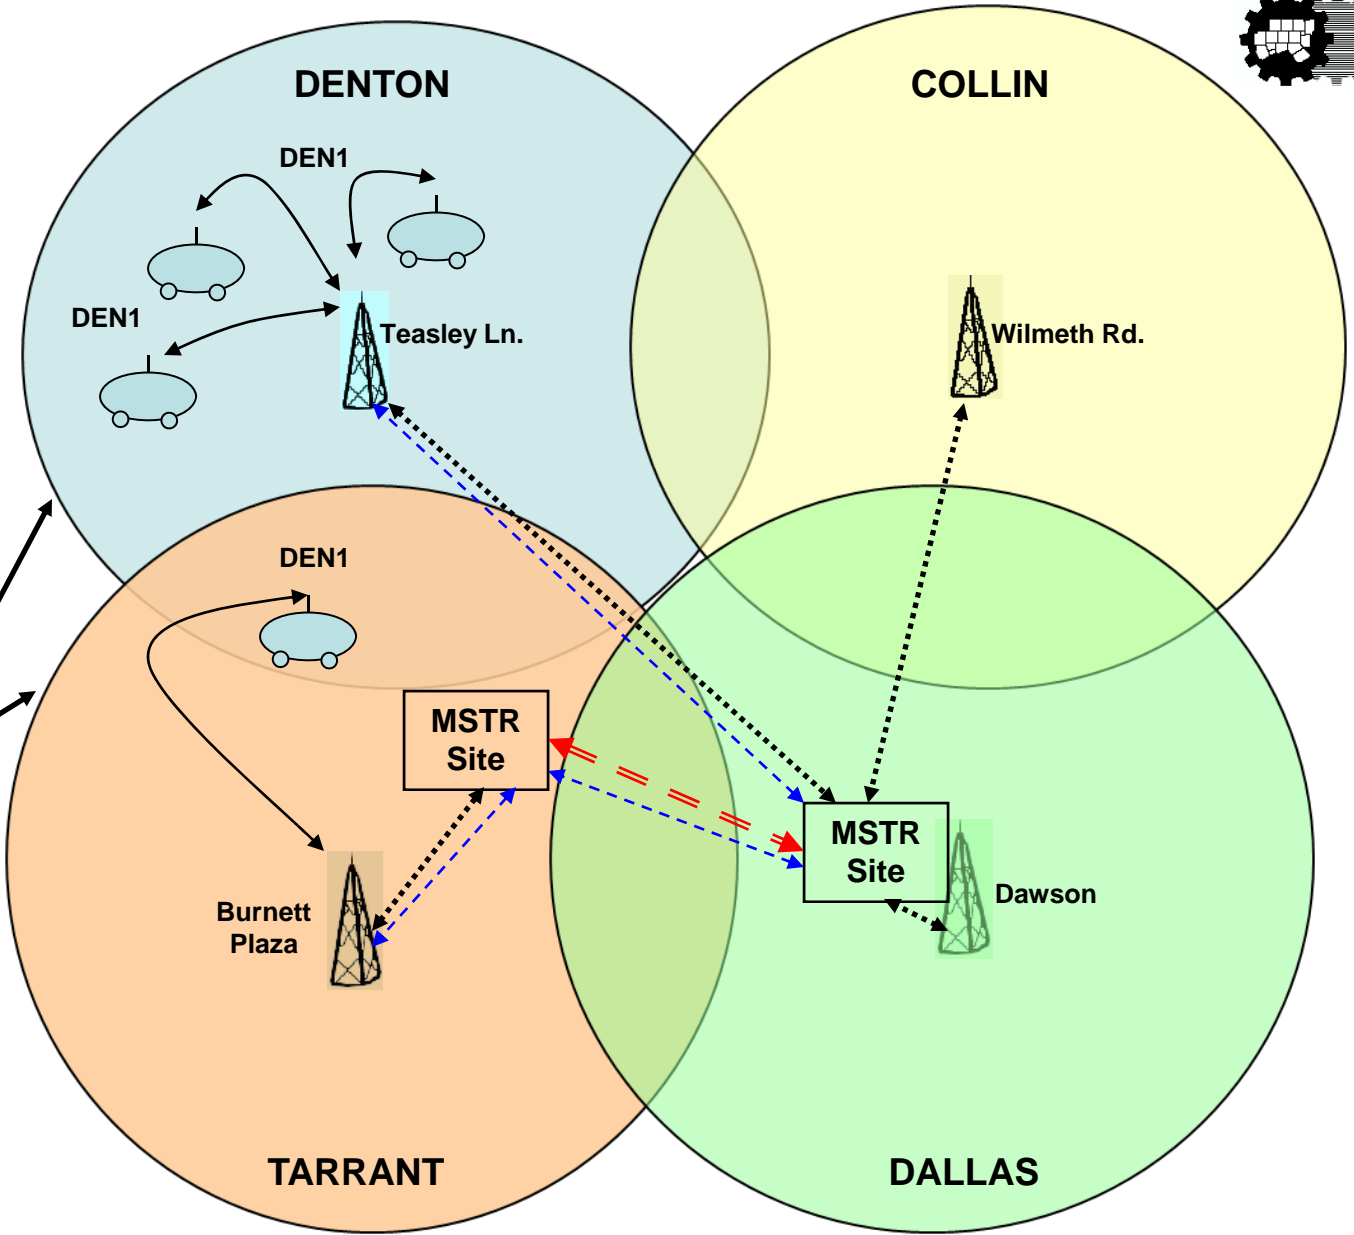 DENTON
COLLIN
DEN1
DEN1
Teasley Ln.
Wilmeth Rd.
DEN1
MSTR
Site
MSTR
Site
Burnett
Plaza
Dawson
TARRANT
DALLAS